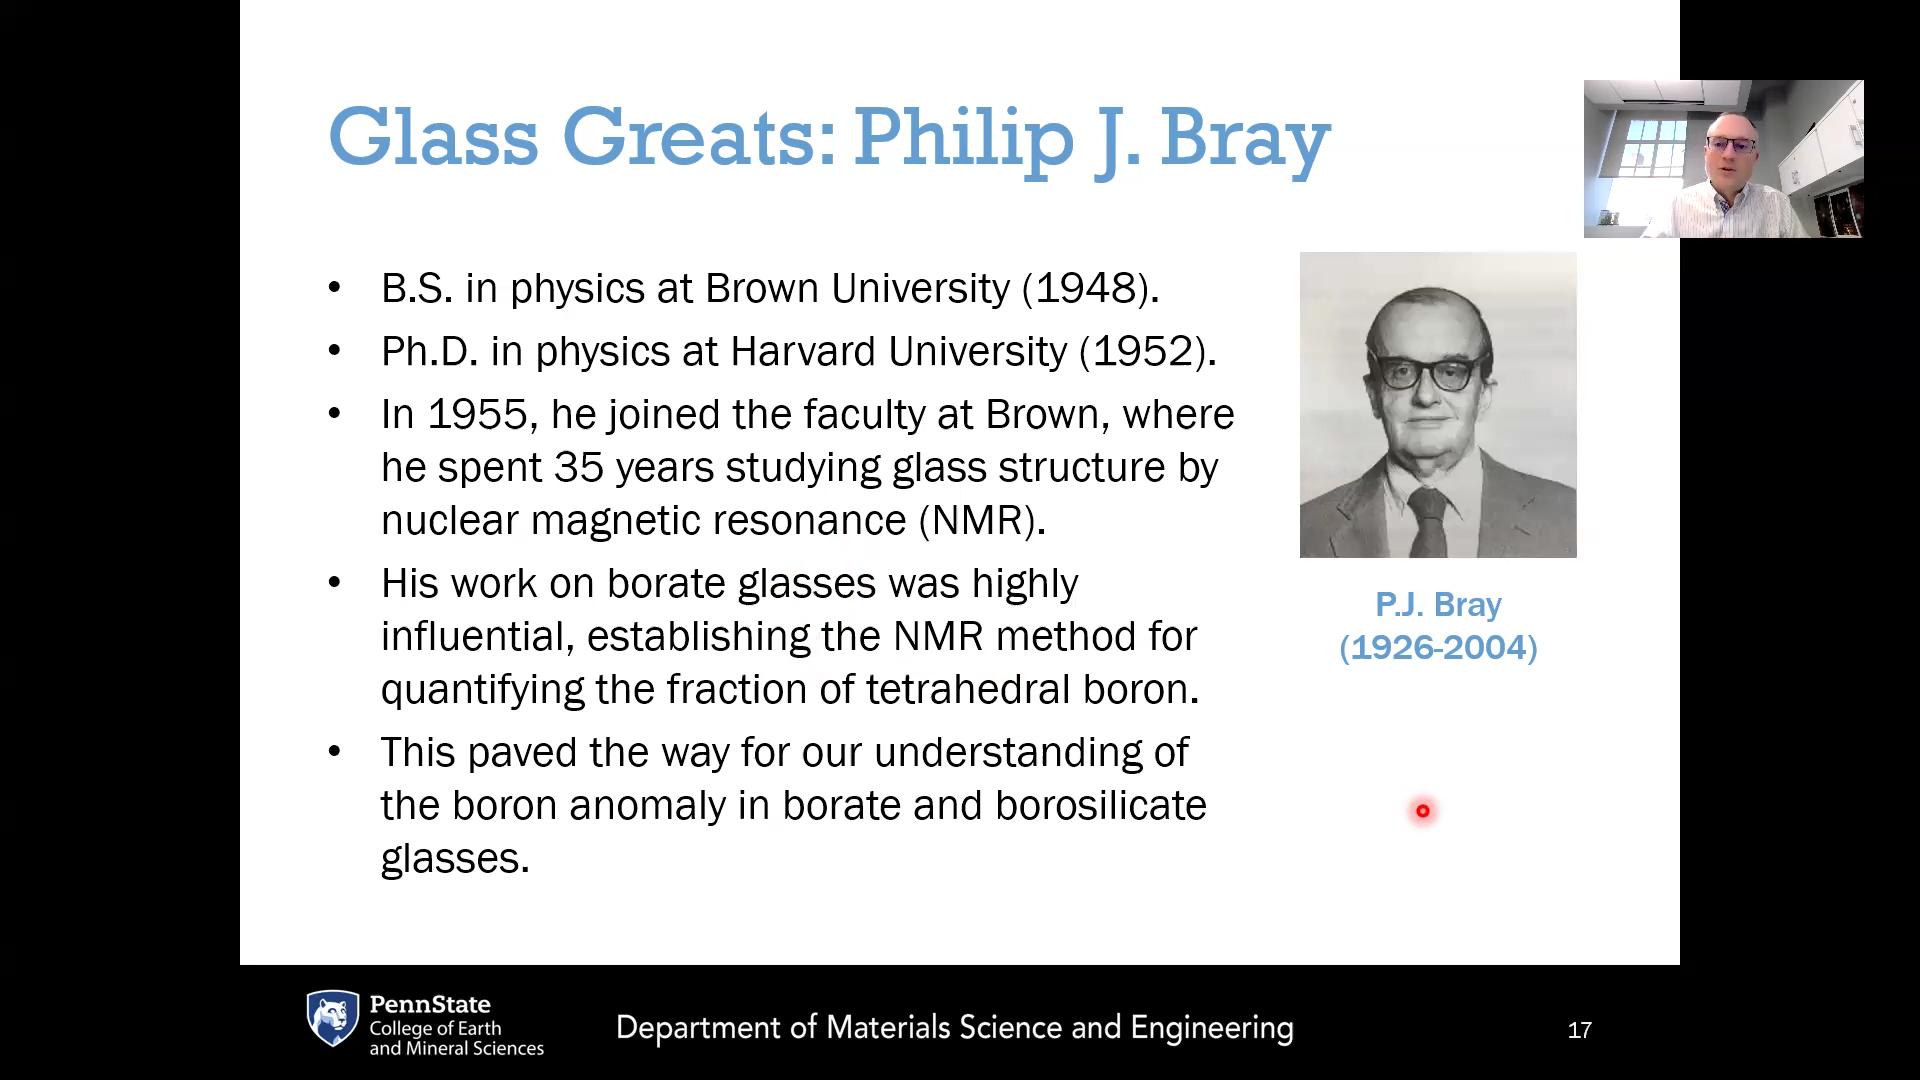 Glass Greats: Philip J. Bray
• B.S. in physics at Brown University (1948).
• Ph.D. in physics at Harvard University (1952).
• In 1955, he joined the faculty at Brown, where
he spent 35 years studying glass structure by
nuclear magnetic resonance (NMR).
• His work on borate glasses was highly
influential, establishing the NMR method for
quantifying the fraction of tetrahedral boron.
• This paved the way for our understanding of
the boron anomaly in borate and borosilicate
glasses.
P.J. Bray
(1926-2004)
PennState
College of Earth
and Mineral Sciences
Department of Materials Science and Engineering
17